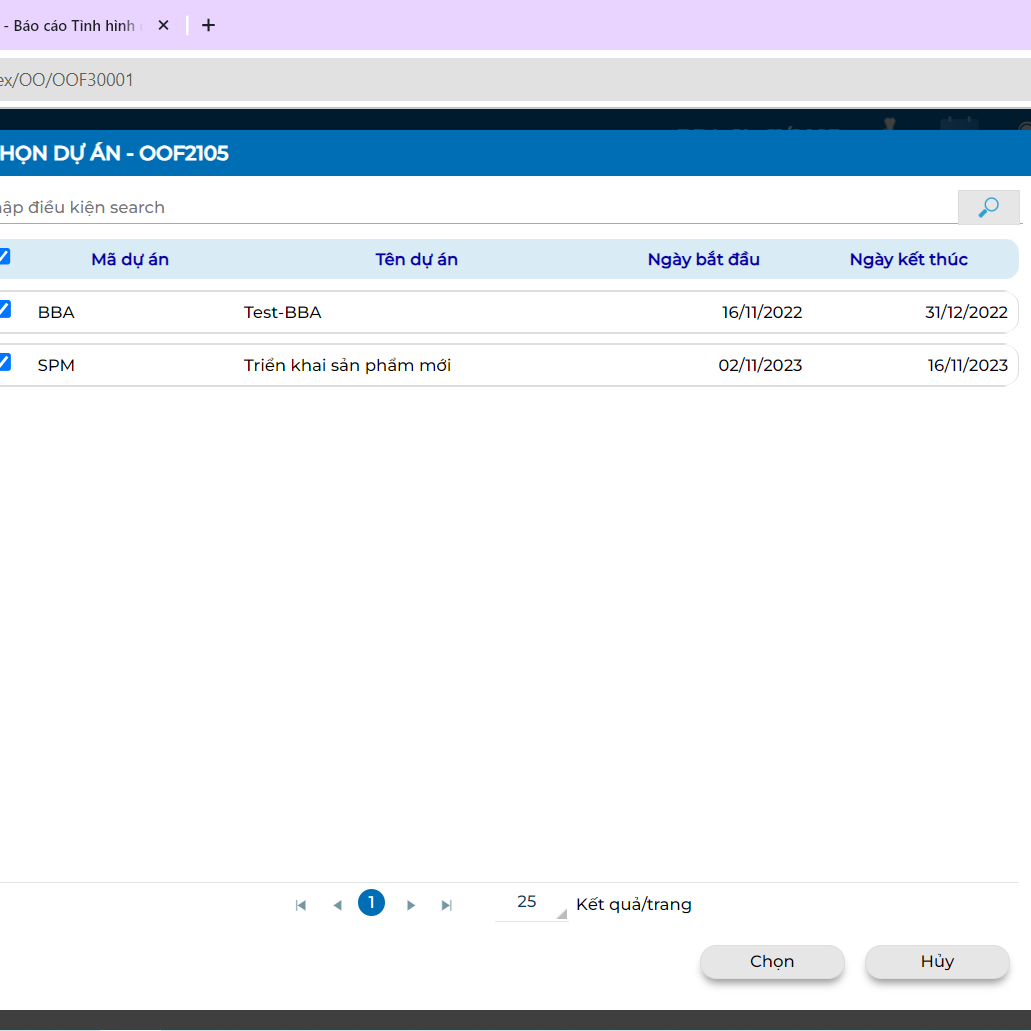 - Báo cáo Tình hình
ex/OO/OOF30001
HỌN DỰ ÁN - OOF2105
ập điều kiện search
Mã dự án Tên dự án Ngày bắt đầu Ngày kết thúc
BBA Test-BBA 16/11/2022 31/12/2022
SPM Triển khai sản phẩm mới 02/11/2023 16/11/2023
1 25 Kết quả/trang
Chọn Hủy